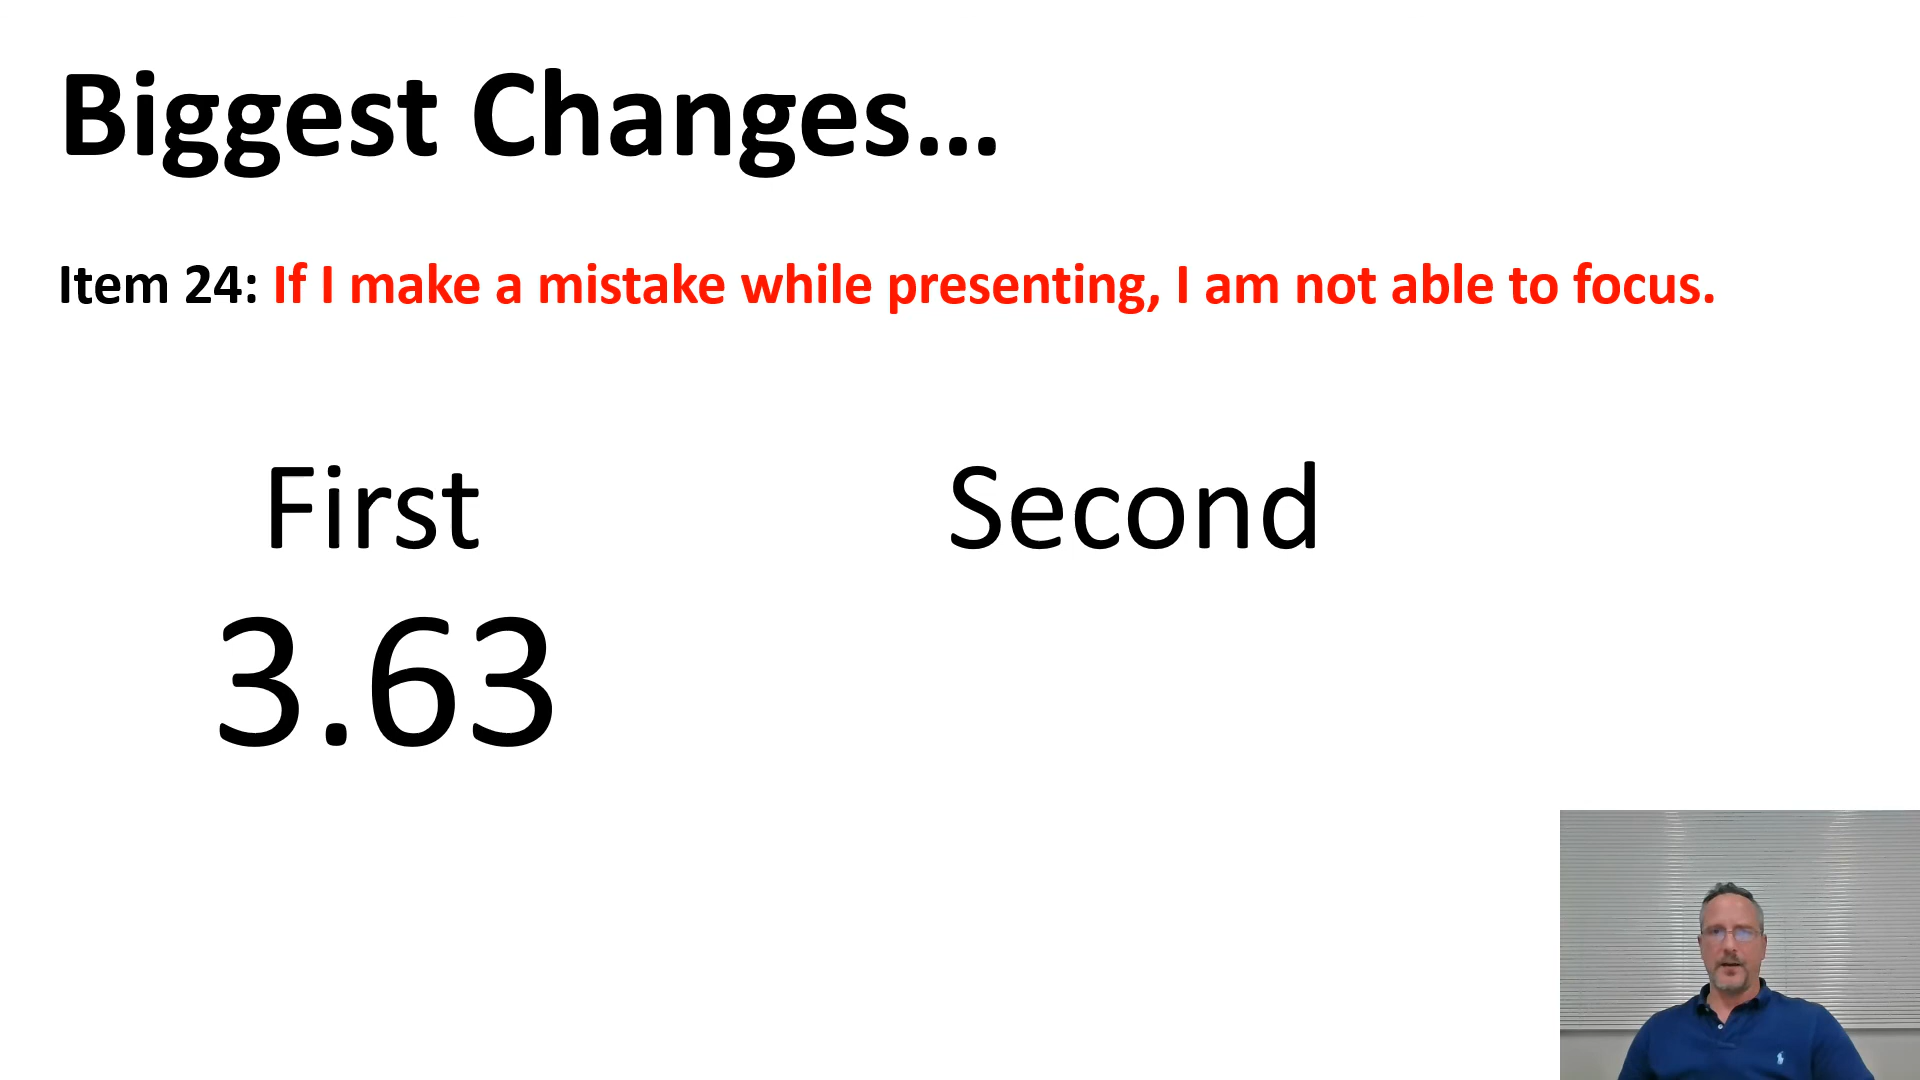 Biggest Changes...
Item 24: If I make a mistake while presenting, I am not able to focus.
First Second
3.63